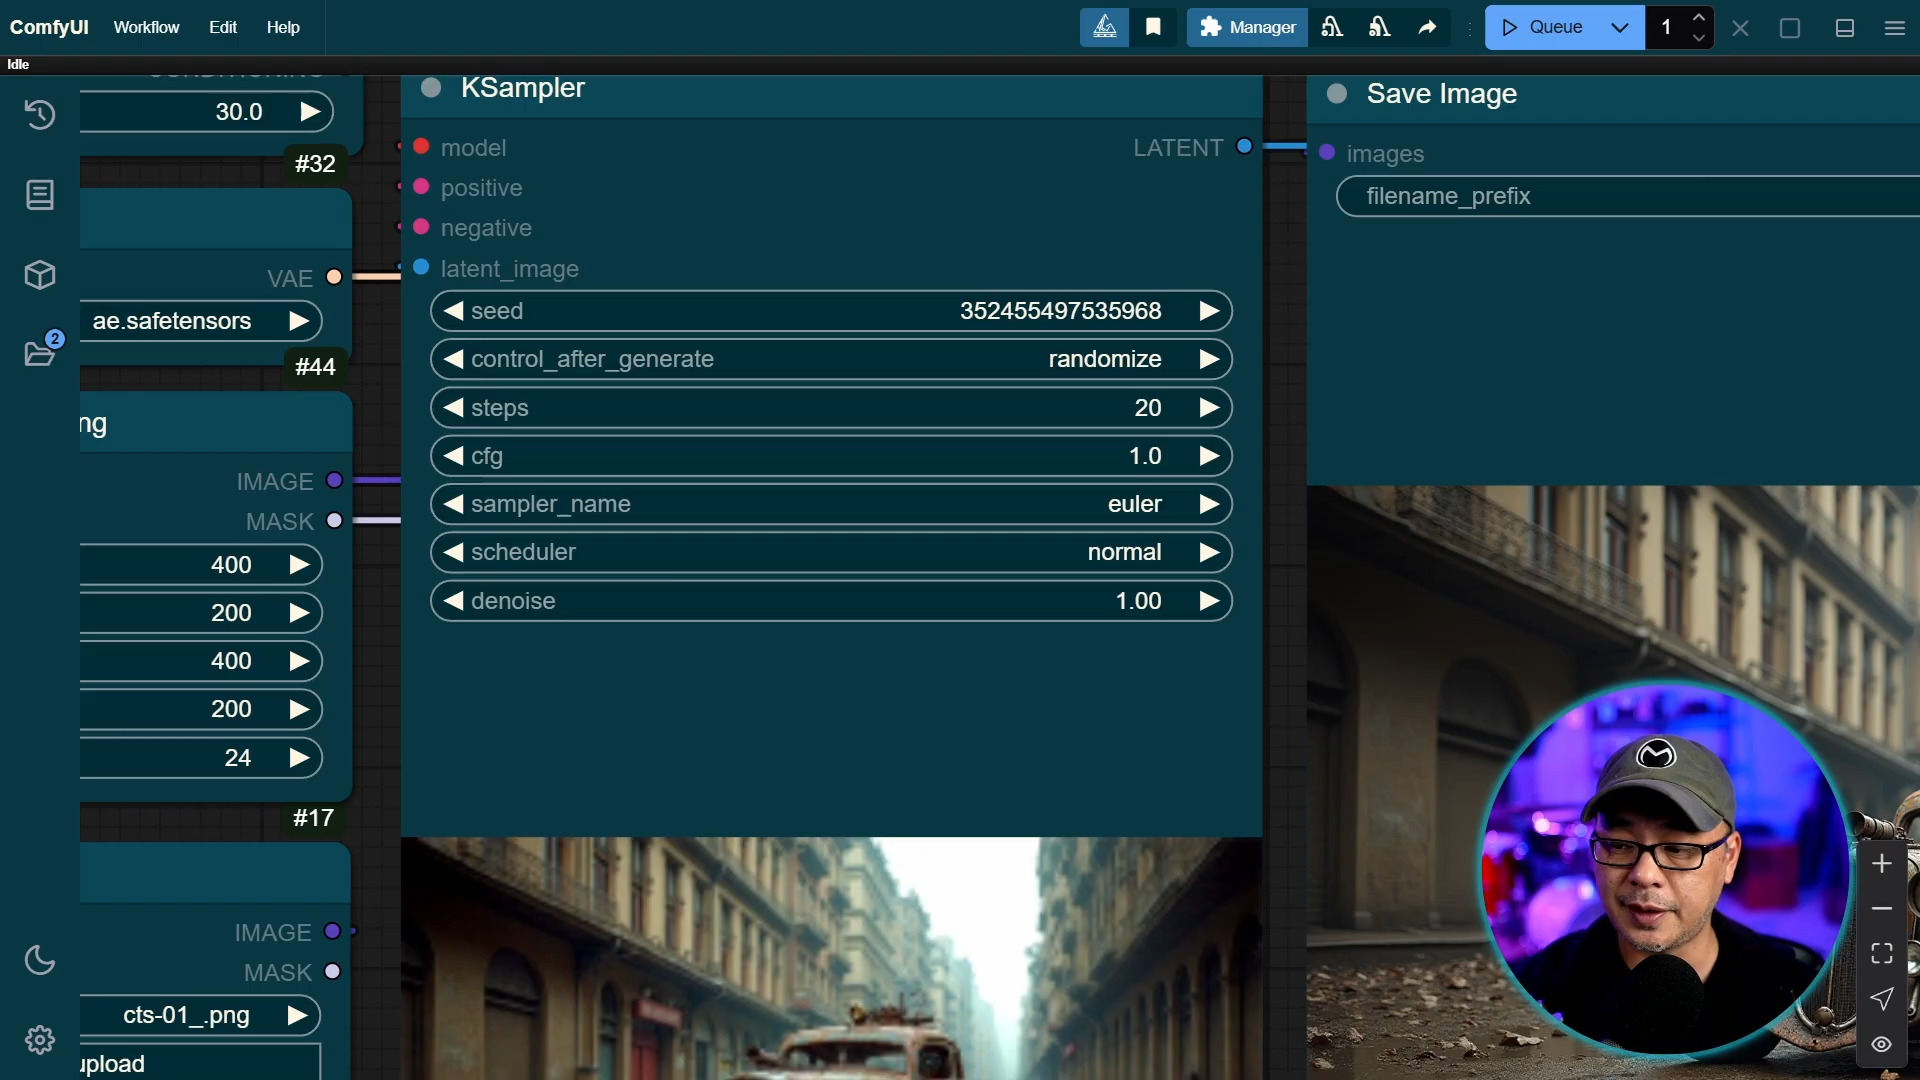 ComfyUI Workflow Edit Help Manager Queue 1
Idle
CONDITIONING
30.0
#32
VAE
ae.safetensors
#44
ng
IMAGE
MASK
400
200
400
200
24
#17
IMAGE
MASK
cts-01_.png
upload
2
KSampler
model LATENT
positive
negative
latent_image
seed 352455497535968
control_after_generate randomize
steps 20
cfg 1.0
sampler_name euler
scheduler normal
denoise 1.00
Save Image
images
filename_prefix